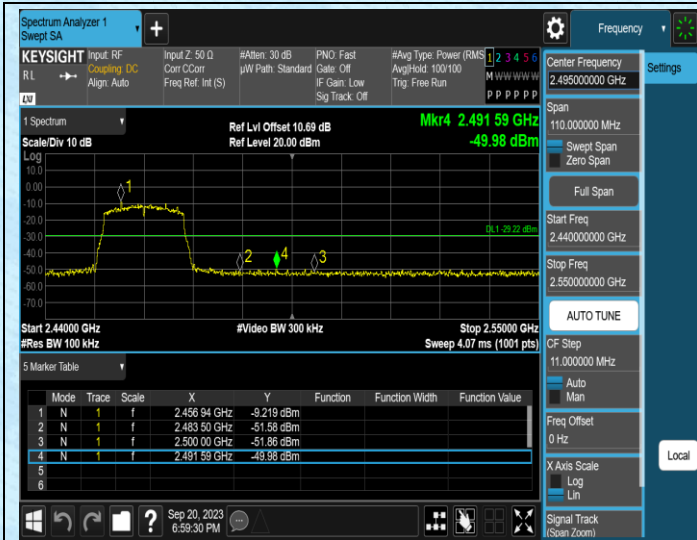 Spectrum Analyzer 1
Swept SA
Frequency
KEYSIGHT
RL
LXI
Input: RF
Coupling: DC
Align: Auto
Input Z: 50 Ω
Corr CCorr
Freq Ref: Int (S)
#Atten: 30 dB
µW Path: Standard
PNO: Fast
Gate: Off
IF Gain: Low
Sig Track: Off
#Avg Type: Power (RMS
Avg|Hold: 100/100
Trig: Free Run
1 2 3 4 5 6
M W W W W W
P P P P P P
1 Spectrum
Scale/Div 10 dB
Ref Lvl Offset 10.69 dB
Ref Level 20.00 dBm
Mkr4 2.491 59 GHz
-49.98 dBm
Log
10.0
0.00
-10.0
-20.0
-30.0
-40.0
-50.0
-60.0
-70.0
1
2
4
3
DL1 -29.22 dBm
Start 2.44000 GHz
#Res BW 100 kHz
#Video BW 300 kHz
Stop 2.55000 GHz
Sweep 4.07 ms (1001 pts)
5 Marker Table
Mode Trace Scale X Y Function Function Width Function Value
1 N 1 f 2.456 94 GHz -9.219 dBm
2 N 1 f 2.483 50 GHz -51.58 dBm
3 N 1 f 2.500 00 GHz -51.86 dBm
4 N 1 f 2.491 59 GHz -49.98 dBm
5
6
?
Sep 20, 2023
6:59:30 PM
Center Frequency
2.495000000 GHz
Span
110.000000 MHz
Swept Span
Zero Span
Full Span
Start Freq
2.440000000 GHz
Stop Freq
2.550000000 GHz
AUTO TUNE
CF Step
11.000000 MHz
Auto
Man
Freq Offset
0 Hz
X Axis Scale
Log
Lin
Signal Track
(Span Zoom)
Settings
Local